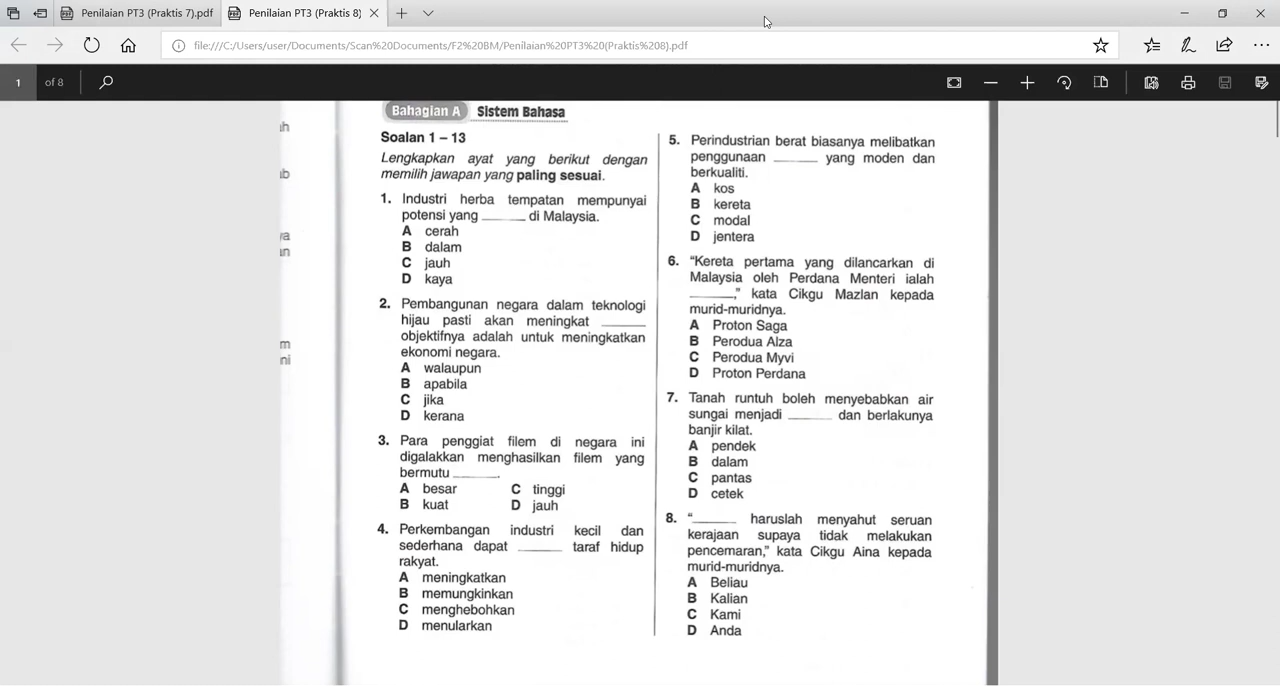 Penilaian PT3 (Praktis 7).pdf
Penilaian PT3 (Praktis 8)
file:///C:/Users/user/Documents/Scan%20Documents/F2%20BM/Penilaian%20PT3%20(Praktis%208).pdf
1 of 8
Bahagian A Sistem Bahasa
Soalan 1 – 13
Lengkapkan ayat yang berikut dengan
memilih jawapan yang paling sesuai.
1. Industri herba tempatan mempunyai
potensi yang ______ di Malaysia.
A cerah
B dalam
C jauh
D kaya
2. Pembangunan negara dalam teknologi
hijau pasti akan meningkat ______
objektifnya adalah untuk meningkatkan
ekonomi negara.
A walaupun
B apabila
C jika
D kerana
3. Para penggiat filem di negara ini
digalakkan menghasilkan filem yang
bermutu ______.
A besar C tinggi
B kuat D jauh
4. Perkembangan industri kecil dan
sederhana dapat ______ taraf hidup
rakyat.
A meningkatkan
B memungkinkan
C menghebohkan
D menularkan
5. Perindustrian berat biasanya melibatkan
penggunaan ______ yang moden dan
berkualiti.
A kos
B kereta
C modal
D jentera
6. “Kereta pertama yang dilancarkan di
Malaysia oleh Perdana Menteri ialah
______,” kata Cikgu Mazlan kepada
murid-muridnya.
A Proton Saga
B Perodua Alza
C Perodua Myvi
D Proton Perdana
7. Tanah runtuh boleh menyebabkan air
sungai menjadi ______ dan berlakunya
banjir kilat.
A pendek
B dalam
C pantas
D cetek
8. “______ haruslah menyahut seruan
kerajaan supaya tidak melakukan
pencemaran,” kata Cikgu Aina kepada
murid-muridnya.
A Beliau
B Kalian
C Kami
D Anda